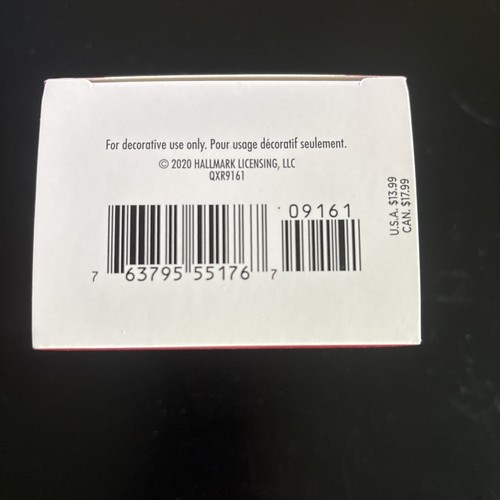 For decorative use only. Pour usage décoratif seulement.
© 2020 HALLMARK LICENSING, LLC
QXR9161
U.S.A. $13.99
CAN. $17.99
09161
7 63795 55176 7